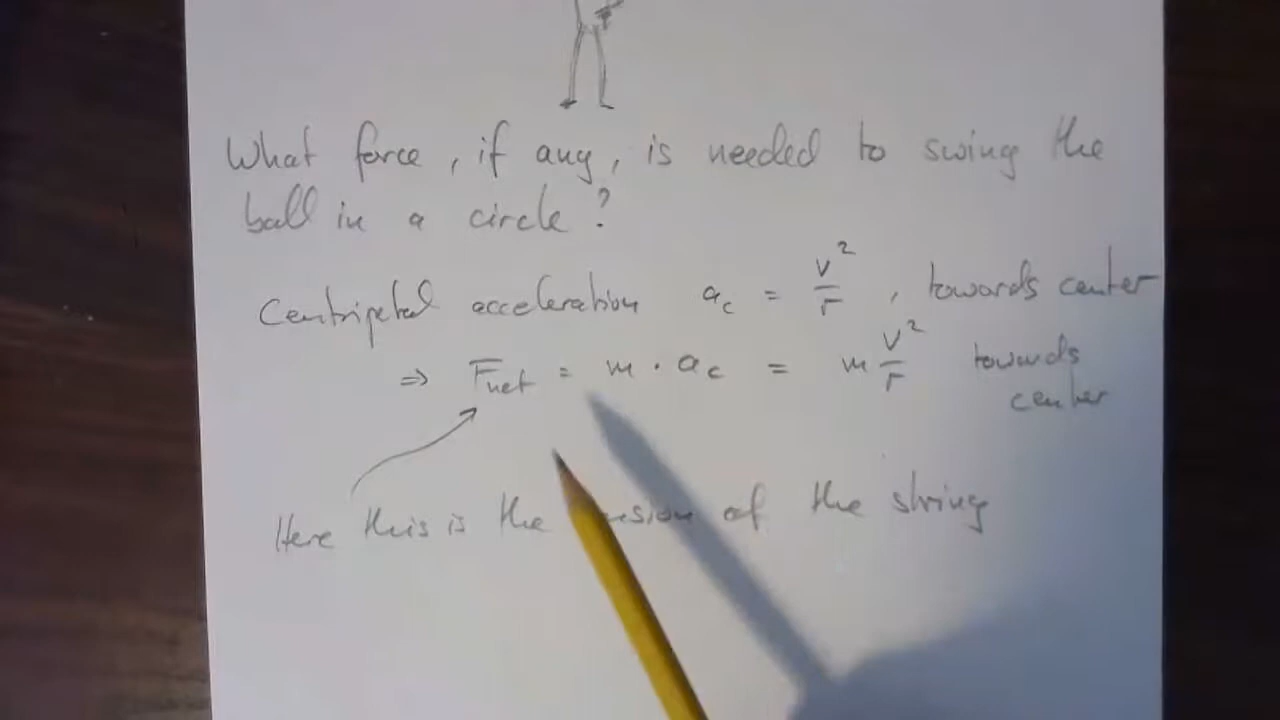 What force, if any, is needed to swing the
ball in a circle?
Centripetal acceleration a_c = v²/r, towards center
⇒ F_net = m · a_c = m v²/r towards
center
Here this is the of the string